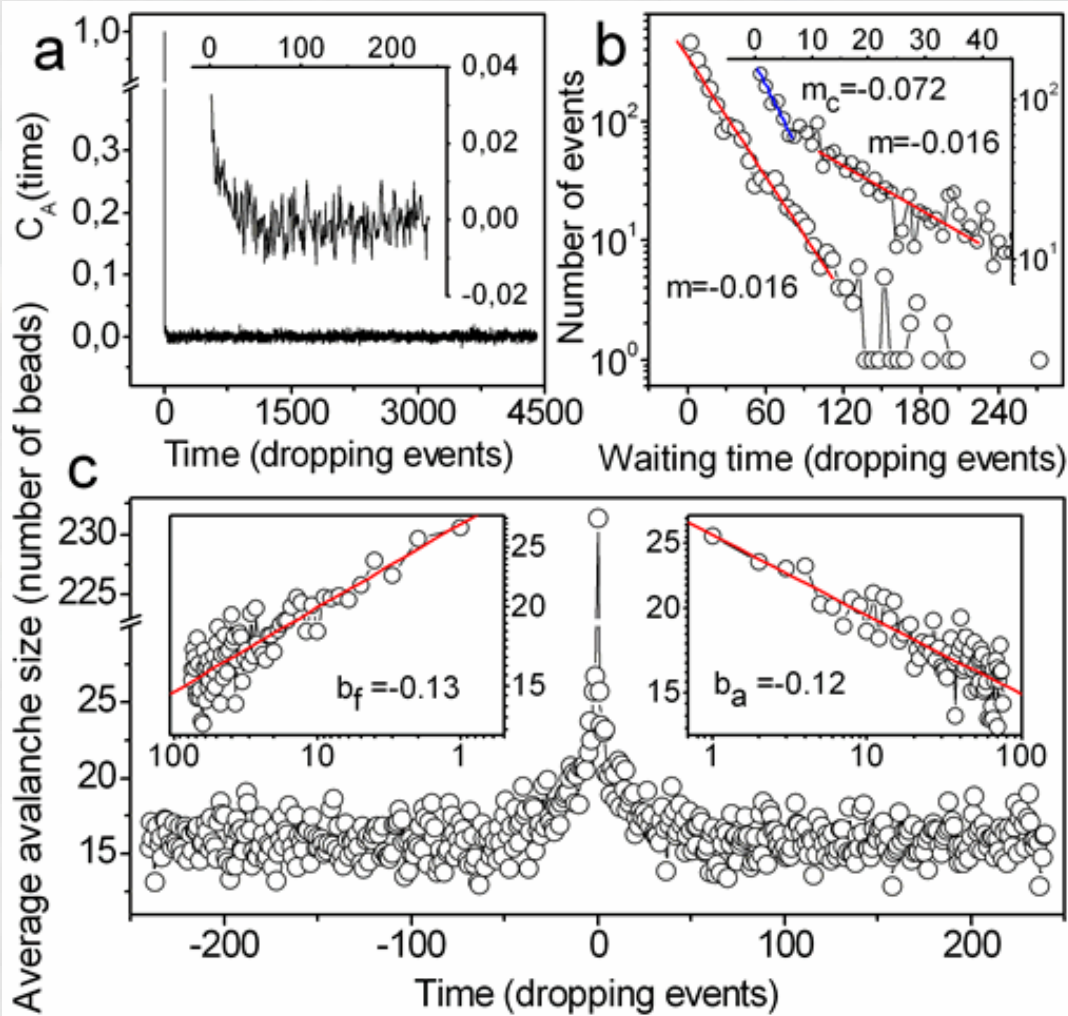 a
1,0
0,3
0,2
0,1
0,0
C_A(time)
0 100 200
0,04
0,02
0,00
-0,02
0 1500 3000 4500
Time (dropping events)
b
Number of events
10^2
10^1
10^0
0 10 20 30 40
10^2
10^1
m_c=-0.072
m=-0.016
m=-0.016
0 60 120 180 240
Waiting time (dropping events)
c
Average avalanche size (number of beads)
230
225
25
20
15
25
20
15
b_f =-0.13
100 10 1
25
20
15
b_a =-0.12
1 10 100
-200 -100 0 100 200
Time (dropping events)